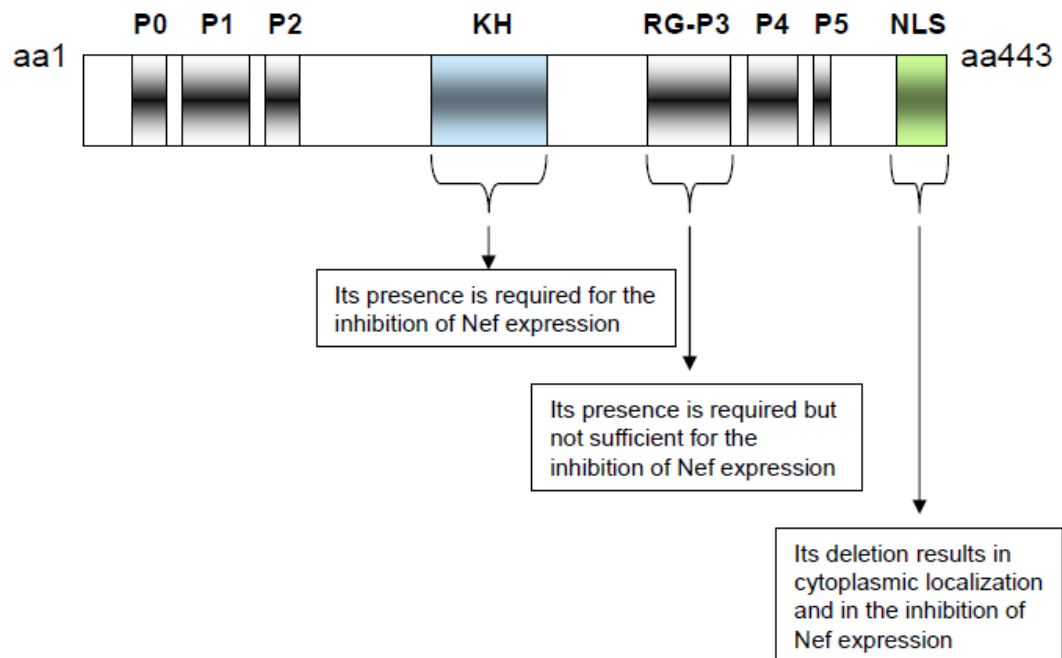 P0 P1 P2 KH RG-P3 P4 P5 NLS
aa1 aa443
Its presence is required for the
inhibition of Nef expression
Its presence is required but
not sufficient for the
inhibition of Nef expression
Its deletion results in
cytoplasmic localization
and in the inhibition of
Nef expression